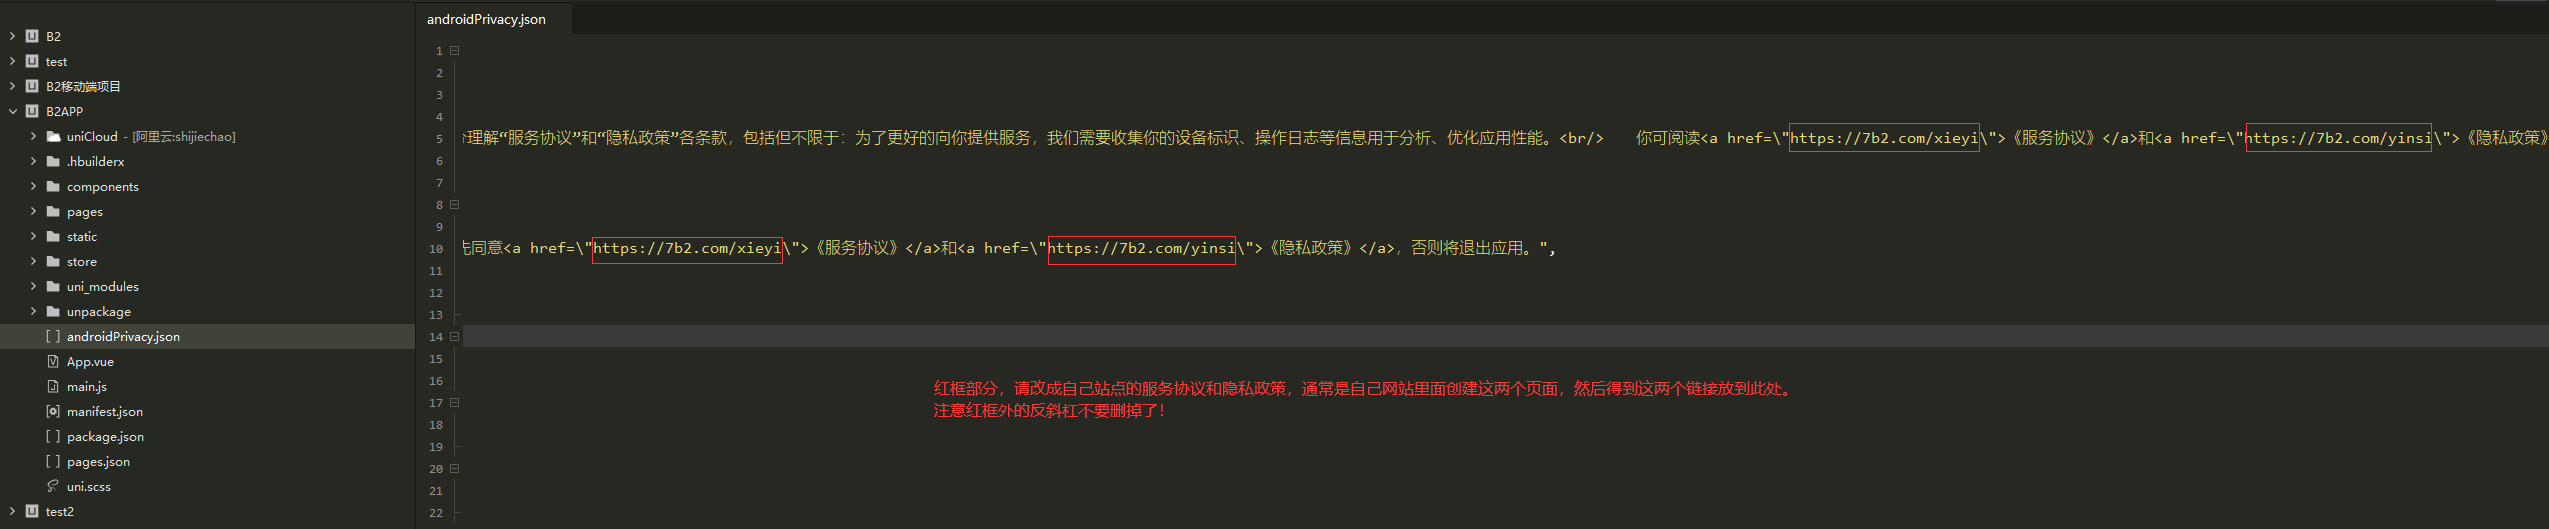 androidPrivacy.json
B2
test
B2移动端项目
B2APP
uniCloud - [阿里云:shijiechao]
.hbuilderx
components
pages
static
store
uni_modules
unpackage
androidPrivacy.json
App.vue
main.js
manifest.json
package.json
pages.json
uni.scss
test2
1
2
3
4
5 理解“服务协议”和“隐私政策”各条款，包括但不限于：为了更好的向你提供服务，我们需要收集你的设备标识、操作日志等信息用于分析、优化应用性能。<br/>　　你可阅读<a href=\"https://7b2.com/xieyi\">《服务协议》</a>和<a href=\"https://7b2.com/yinsi\">《隐私政策》
6
7
8
9
10 先同意<a href=\"https://7b2.com/xieyi\">《服务协议》</a>和<a href=\"https://7b2.com/yinsi\">《隐私政策》</a>，否则将退出应用。",
11
12
13
14
15
16
红框部分，请改成自己站点的服务协议和隐私政策，通常是自己网站里面创建这两个页面，然后得到这两个链接放到此处。
17
注意红框外的反斜杠不要删掉了！
18
19
20
21
22